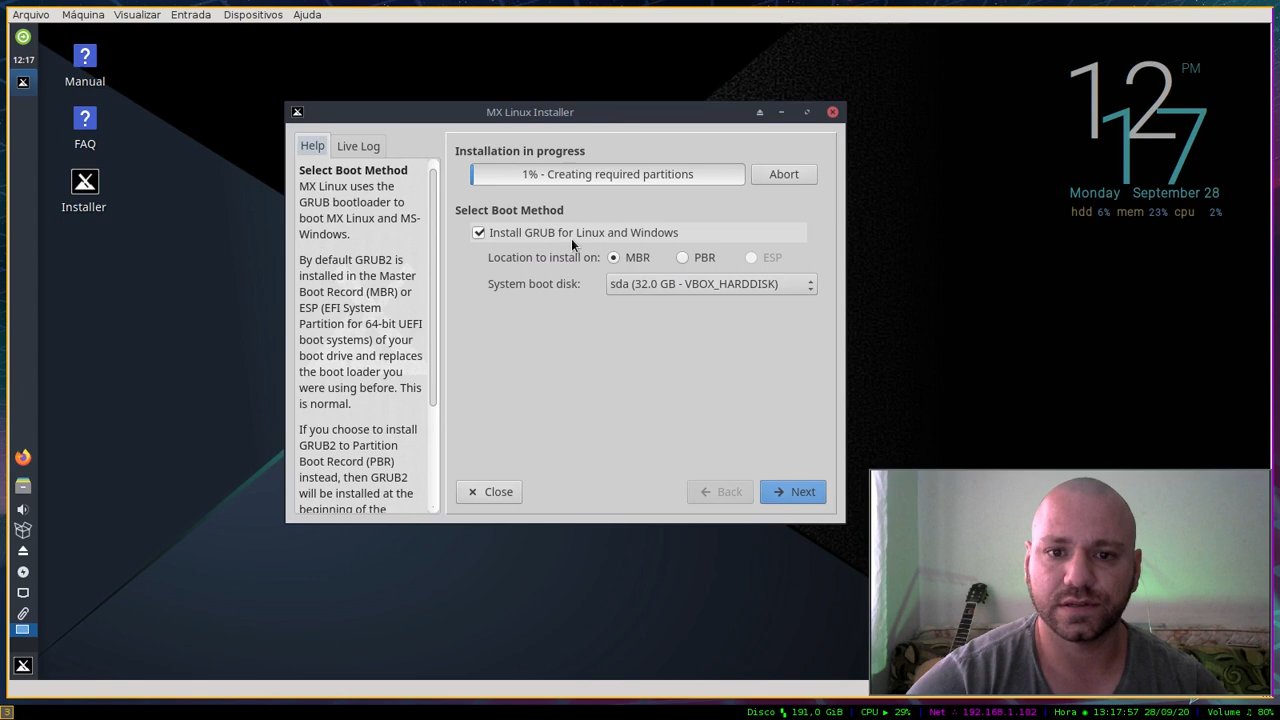 Arquivo Máquina Visualizar Entrada Dispositivos Ajuda
12:17
Manual
FAQ
Installer
12 PM
17
Monday September 28
hdd 6% mem 23% cpu 2%
MX Linux Installer
Help Live Log
Select Boot Method
MX Linux uses the
GRUB bootloader to
boot MX Linux and MS-
Windows.
By default GRUB2 is
installed in the Master
Boot Record (MBR) or
ESP (EFI System
Partition for 64-bit UEFI
boot systems) of your
boot drive and replaces
the boot loader you
were using before. This
is normal.
If you choose to install
GRUB2 to Partition
Boot Record (PBR)
instead, then GRUB2
will be installed at the
beginning of the
Installation in progress
1% - Creating required partitions Abort
Select Boot Method
Install GRUB for Linux and Windows
Location to install on: MBR PBR ESP
System boot disk: sda (32.0 GB - VBOX_HARDDISK)
Close Back Next
3 Disco 191,0 GiB | CPU 29% | Net 192.168.1.102 | Hora 13:17:57 28/09/20 | Volume 80%